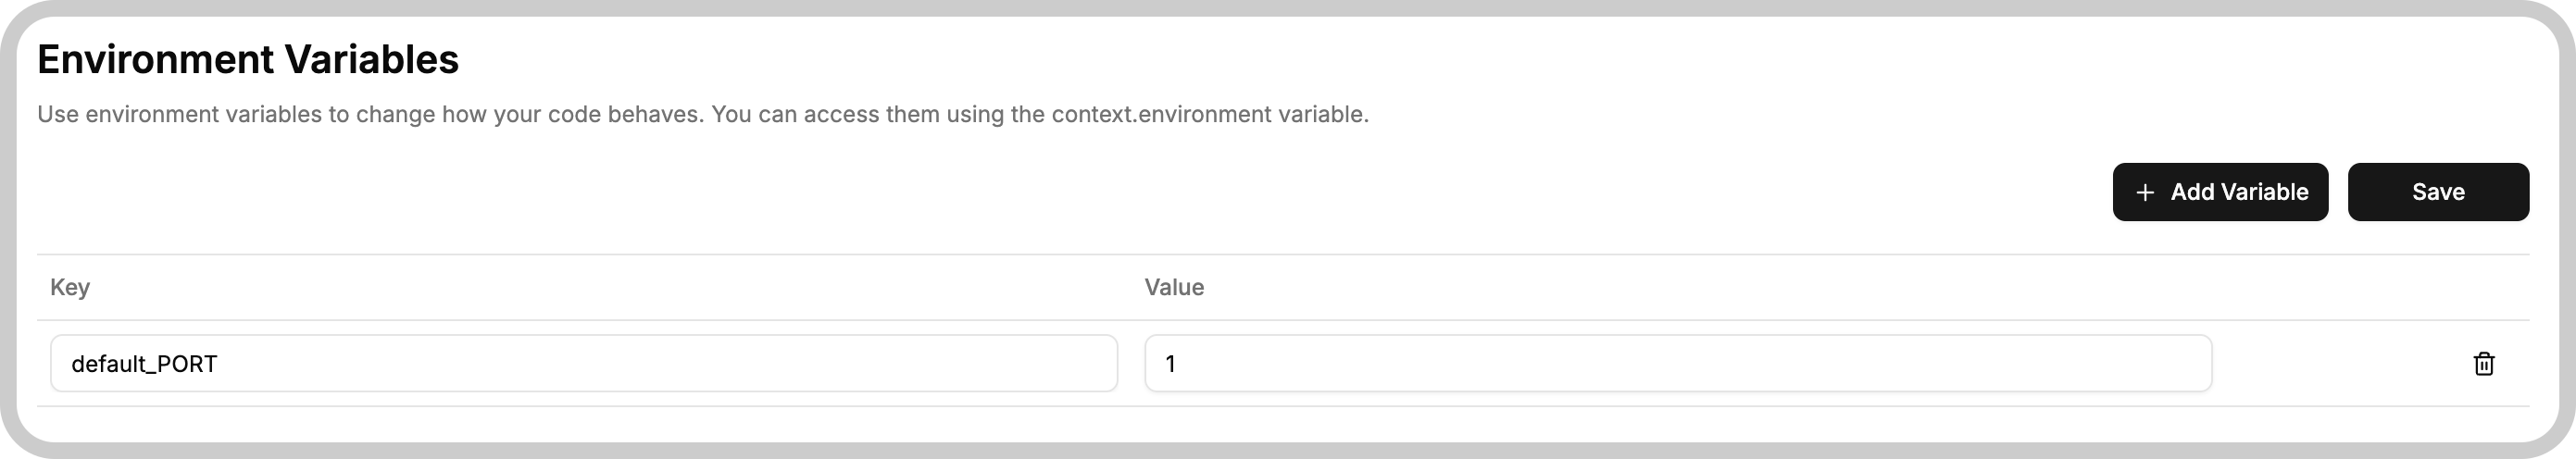 Environment Variables
Use environment variables to change how your code behaves. You can access them using the context.environment variable.
+ Add Variable Save
Key Value
default_PORT 1